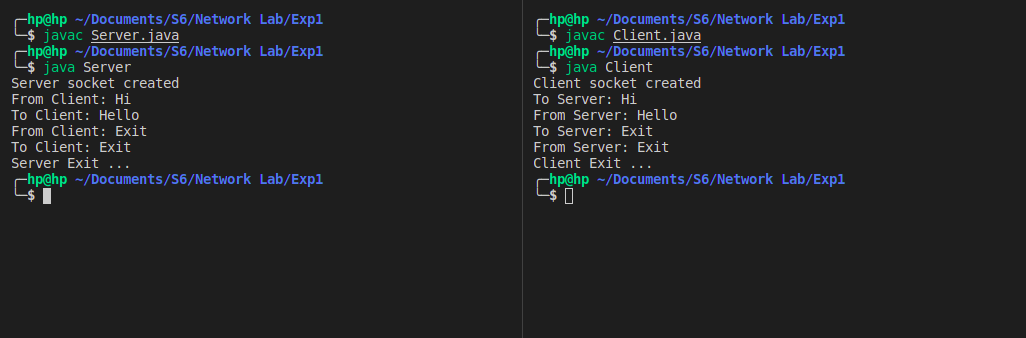 ╭─hp@hp ~/Documents/S6/Network Lab/Exp1
╰─$ javac Server.java
╭─hp@hp ~/Documents/S6/Network Lab/Exp1
╰─$ java Server
Server socket created
From Client: Hi
To Client: Hello
From Client: Exit
To Client: Exit
Server Exit ...
╭─hp@hp ~/Documents/S6/Network Lab/Exp1
╰─$
╭─hp@hp ~/Documents/S6/Network Lab/Exp1
╰─$ javac Client.java
╭─hp@hp ~/Documents/S6/Network Lab/Exp1
╰─$ java Client
Client socket created
To Server: Hi
From Server: Hello
To Server: Exit
From Server: Exit
Client Exit ...
╭─hp@hp ~/Documents/S6/Network Lab/Exp1
╰─$